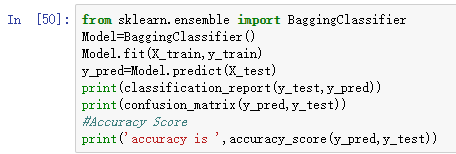 In [50]: from sklearn.ensemble import BaggingClassifier
Model=BaggingClassifier()
Model.fit(X_train,y_train)
y_pred=Model.predict(X_test)
print(classification_report(y_test,y_pred))
print(confusion_matrix(y_pred,y_test))
#Accuracy Score
print('accuracy is ',accuracy_score(y_pred,y_test))